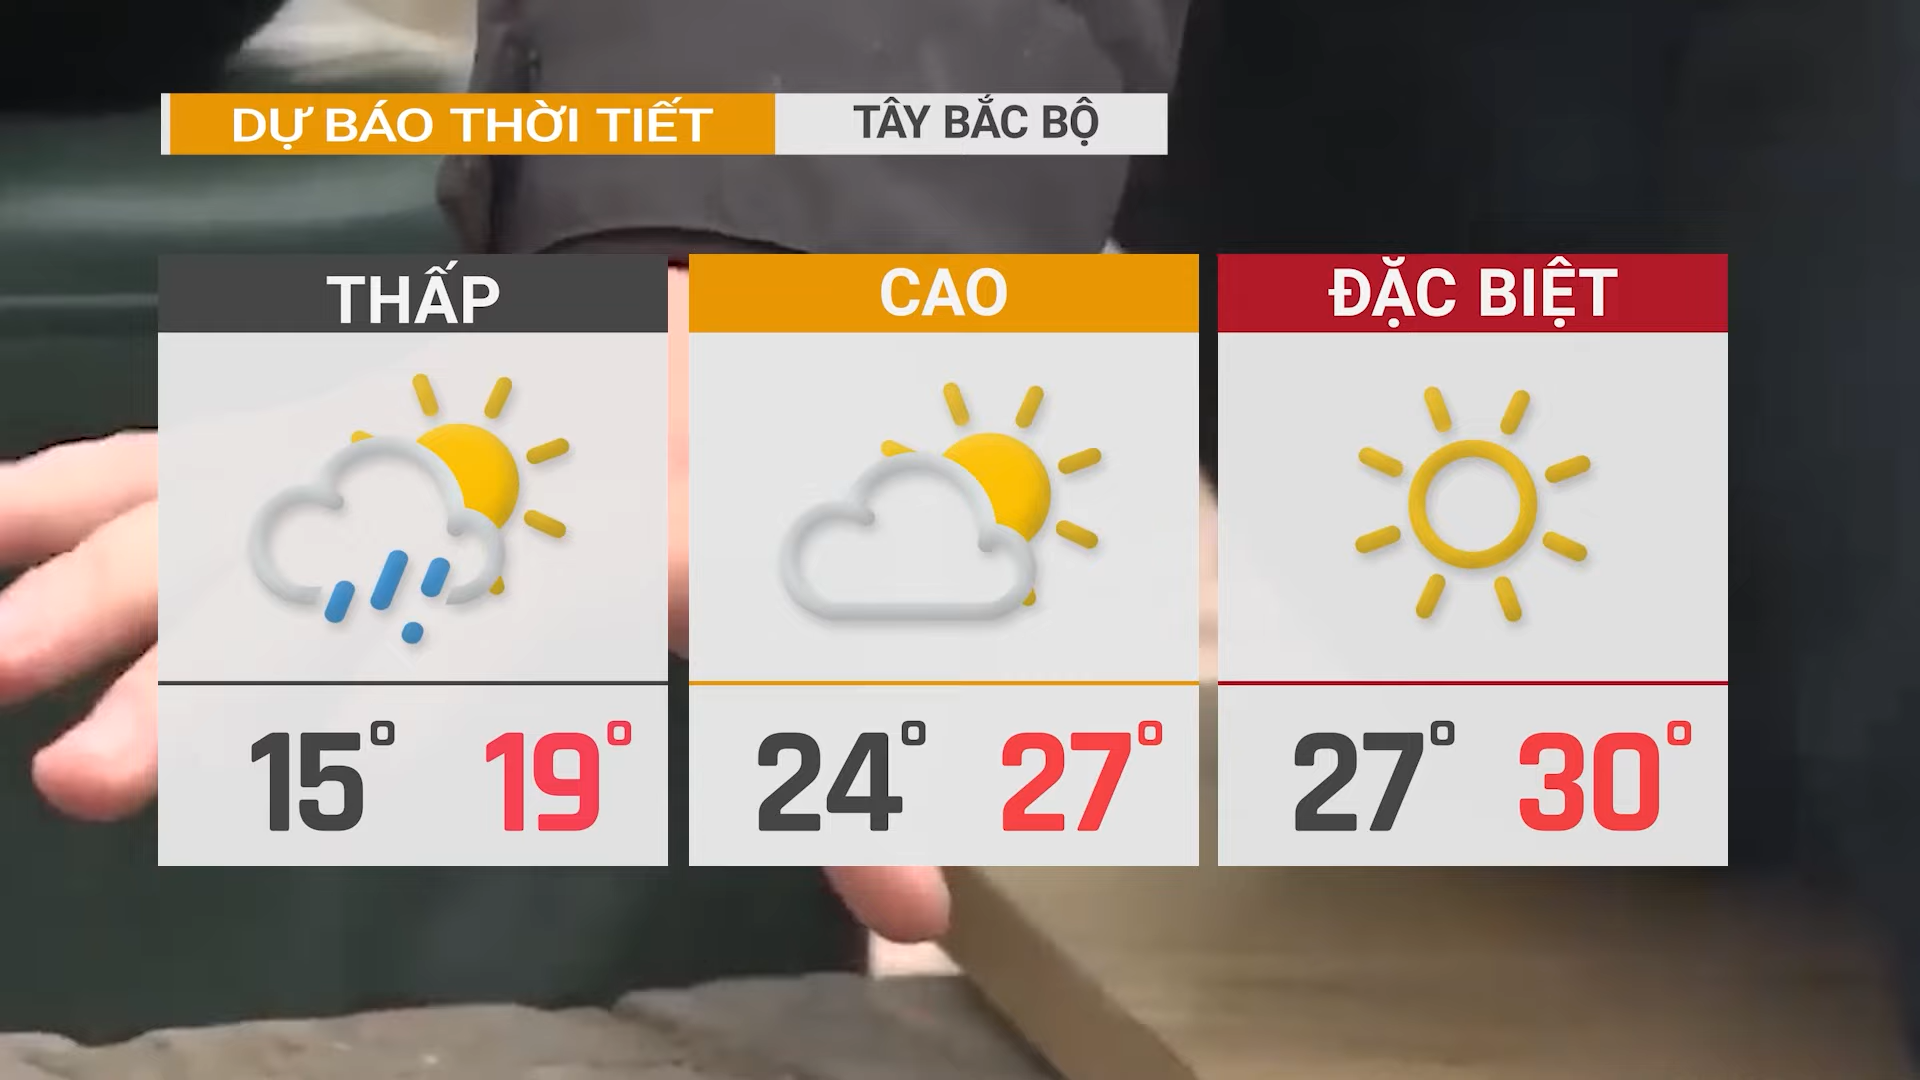 DỰ BÁO THỜI TIẾT
TÂY BẮC BỘ
THẤP
CAO
ĐẶC BIỆT
15° 19°
24° 27°
27° 30°